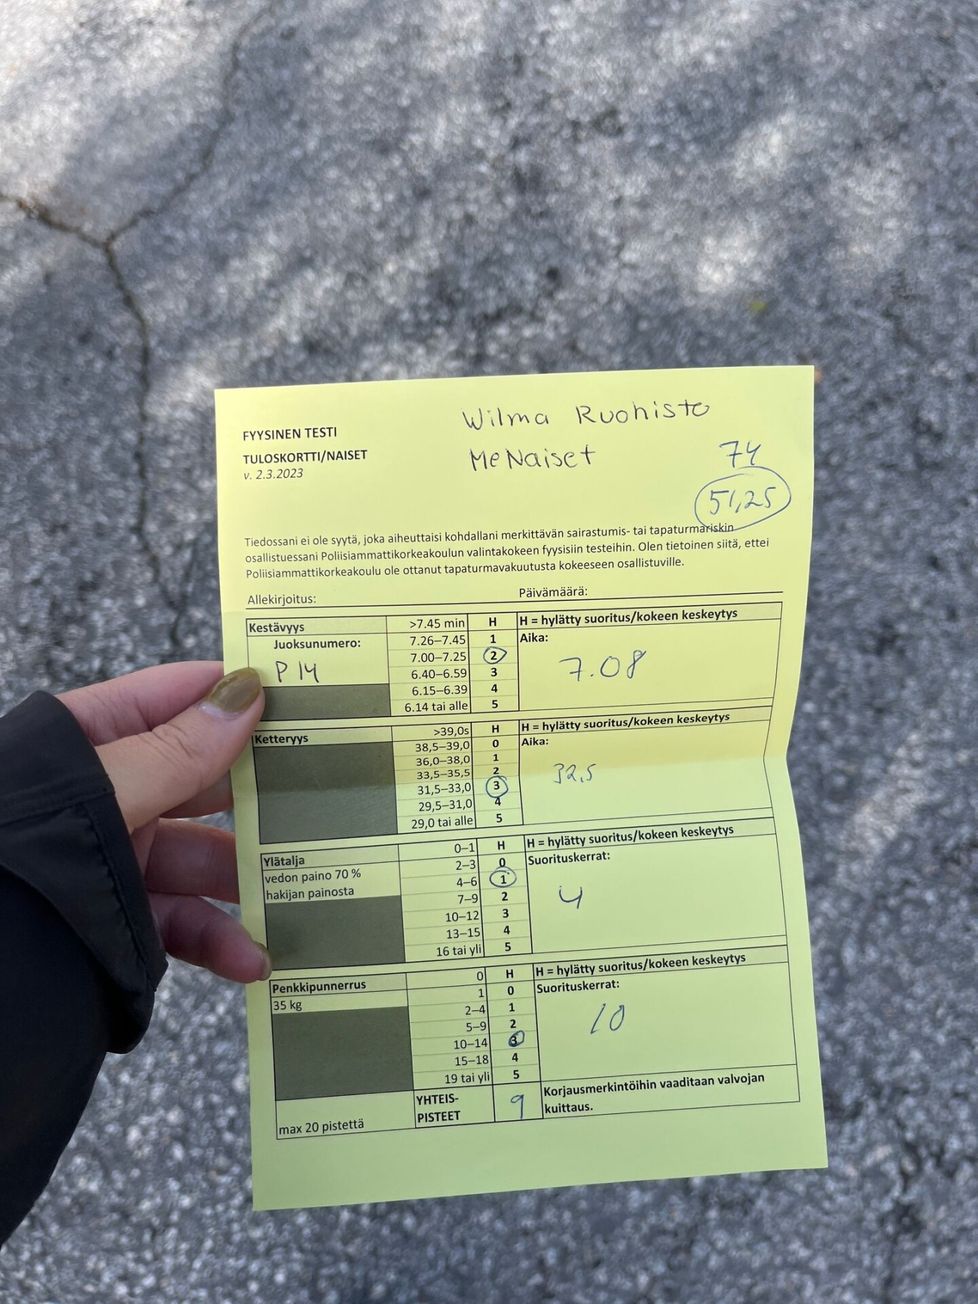 Wilma Ruohisto
FYYSINEN TESTI
TULOSKORTTI/NAISET
v. 2.3.2023
MeNaiset
74
51,25
Tiedossani ei ole syytä, joka aiheuttaisi kohdallani merkittävän sairastumis- tai tapaturmariskin
osallistuessani Poliisiammattikorkeakoulun valintakokeen fyysisiin testeihin. Olen tietoinen siitä, ettei
Poliisiammattikorkeakoulu ole ottanut tapaturmavakuutusta kokeeseen osallistuville.
Allekirjoitus: Päivämäärä:
Kestävyys >7.45 min H H = hylätty suoritus/kokeen keskeytys
Juoksunumero: 7.26–7.45 1 Aika:
P 14 7.00–7.25 2 7.08
6.40–6.59 3
6.15–6.39 4
6.14 tai alle 5
Ketteryys >39,0s H H = hylätty suoritus/kokeen keskeytys
38,5–39,0 0 Aika:
36,0–38,0 1
33,5–35,5 2 32,5
31,5–33,0 3
29,5–31,0 4
29,0 tai alle 5
Ylätalja 0–1 H H = hylätty suoritus/kokeen keskeytys
vedon paino 70 % 2–3 0 Suorituskerrat:
hakijan painosta 4–6 1
7–9 2 4
10–12 3
13–15 4
16 tai yli 5
Penkkipunnerrus 0 H H = hylätty suoritus/kokeen keskeytys
35 kg 1 0 Suorituskerrat:
2–4 1
5–9 2 10
10–14 3
15–18 4
19 tai yli 5
YHTEIS- Korjausmerkintöihin vaaditaan valvojan
max 20 pistettä PISTEET 9 kuittaus.